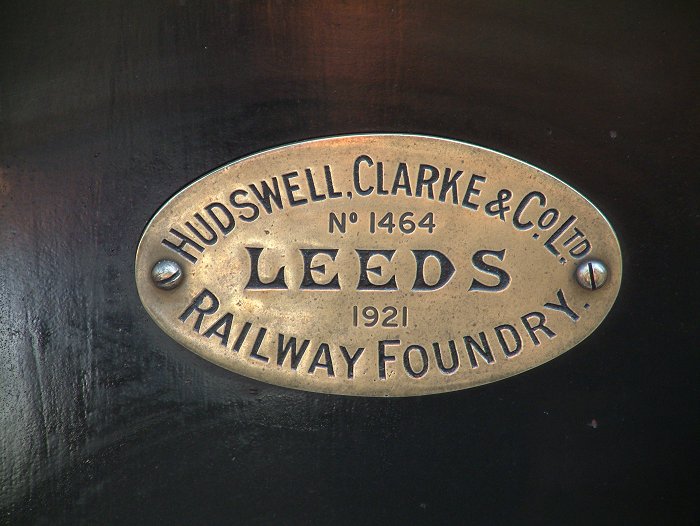 HUDSWELL, CLARKE & CO. LTD.
Nº 1464
LEEDS
1921
RAILWAY FOUNDRY.